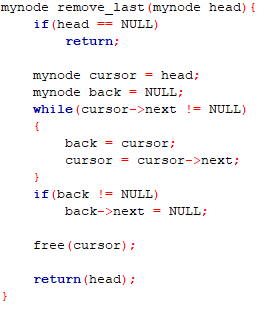 mynode remove_last(mynode head){
    if(head == NULL)
        return;

    mynode cursor = head;
    mynode back = NULL;
    while(cursor->next != NULL)
    {
        back = cursor;
        cursor = cursor->next;
    }
    if(back != NULL)
        back->next = NULL;

    free(cursor);

    return(head);
}